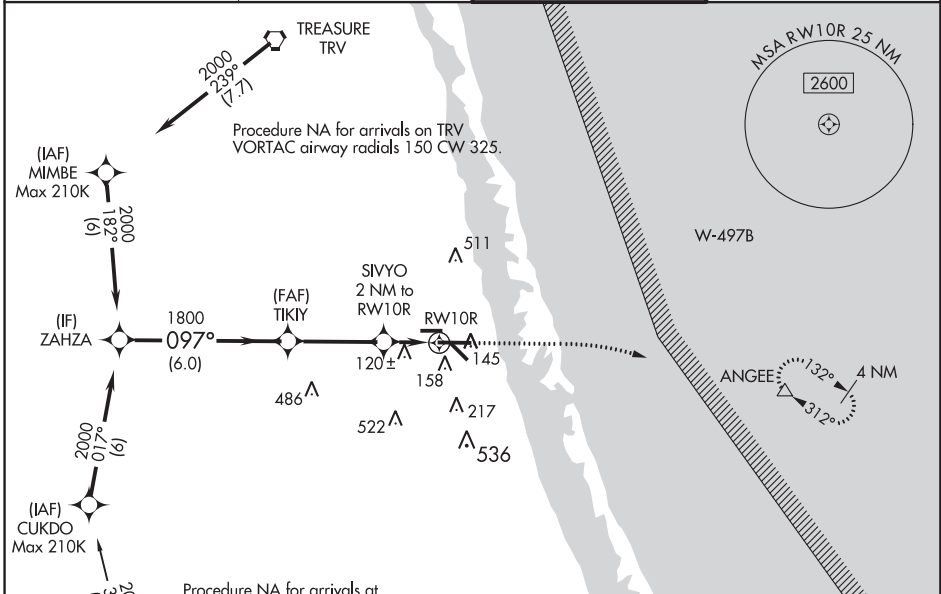 TREASURE
TRV
2000
239°
(7.7)
MSA RW10R 25 NM
2600
Procedure NA for arrivals on TRV
VORTAC airway radials 150 CW 325.
(IAF)
MIMBE
Max 210K
2000
182°
(6)
W-497B
511
SIVYO
2 NM to
RW10R
(FAF)
TIKIY
(IF)
ZAHZA
1800
097°
(6.0)
RW10R
120±
145
158
486
522
217
536
ANGEE
132°
312°
4 NM
2000
017°
(6)
(IAF)
CUKDO
Max 210K
Procedure NA for arrivals at